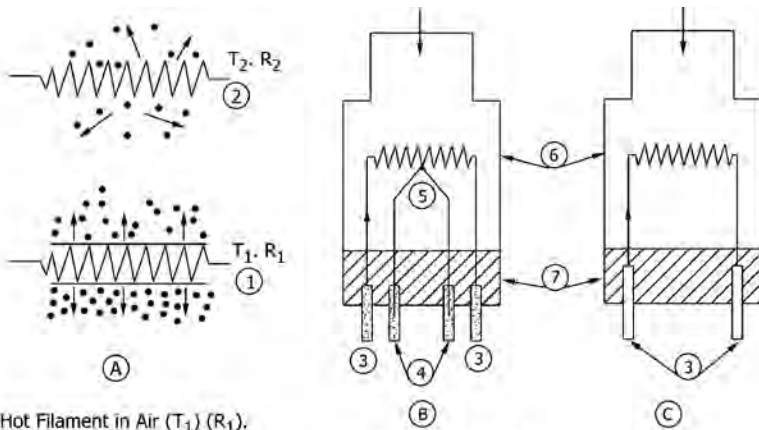 T₂. R₂
2
T₁. R₁
1
A
6
5
7
3
4
3
B
3
C
Hot Filament in Air (T₁) (R₁).